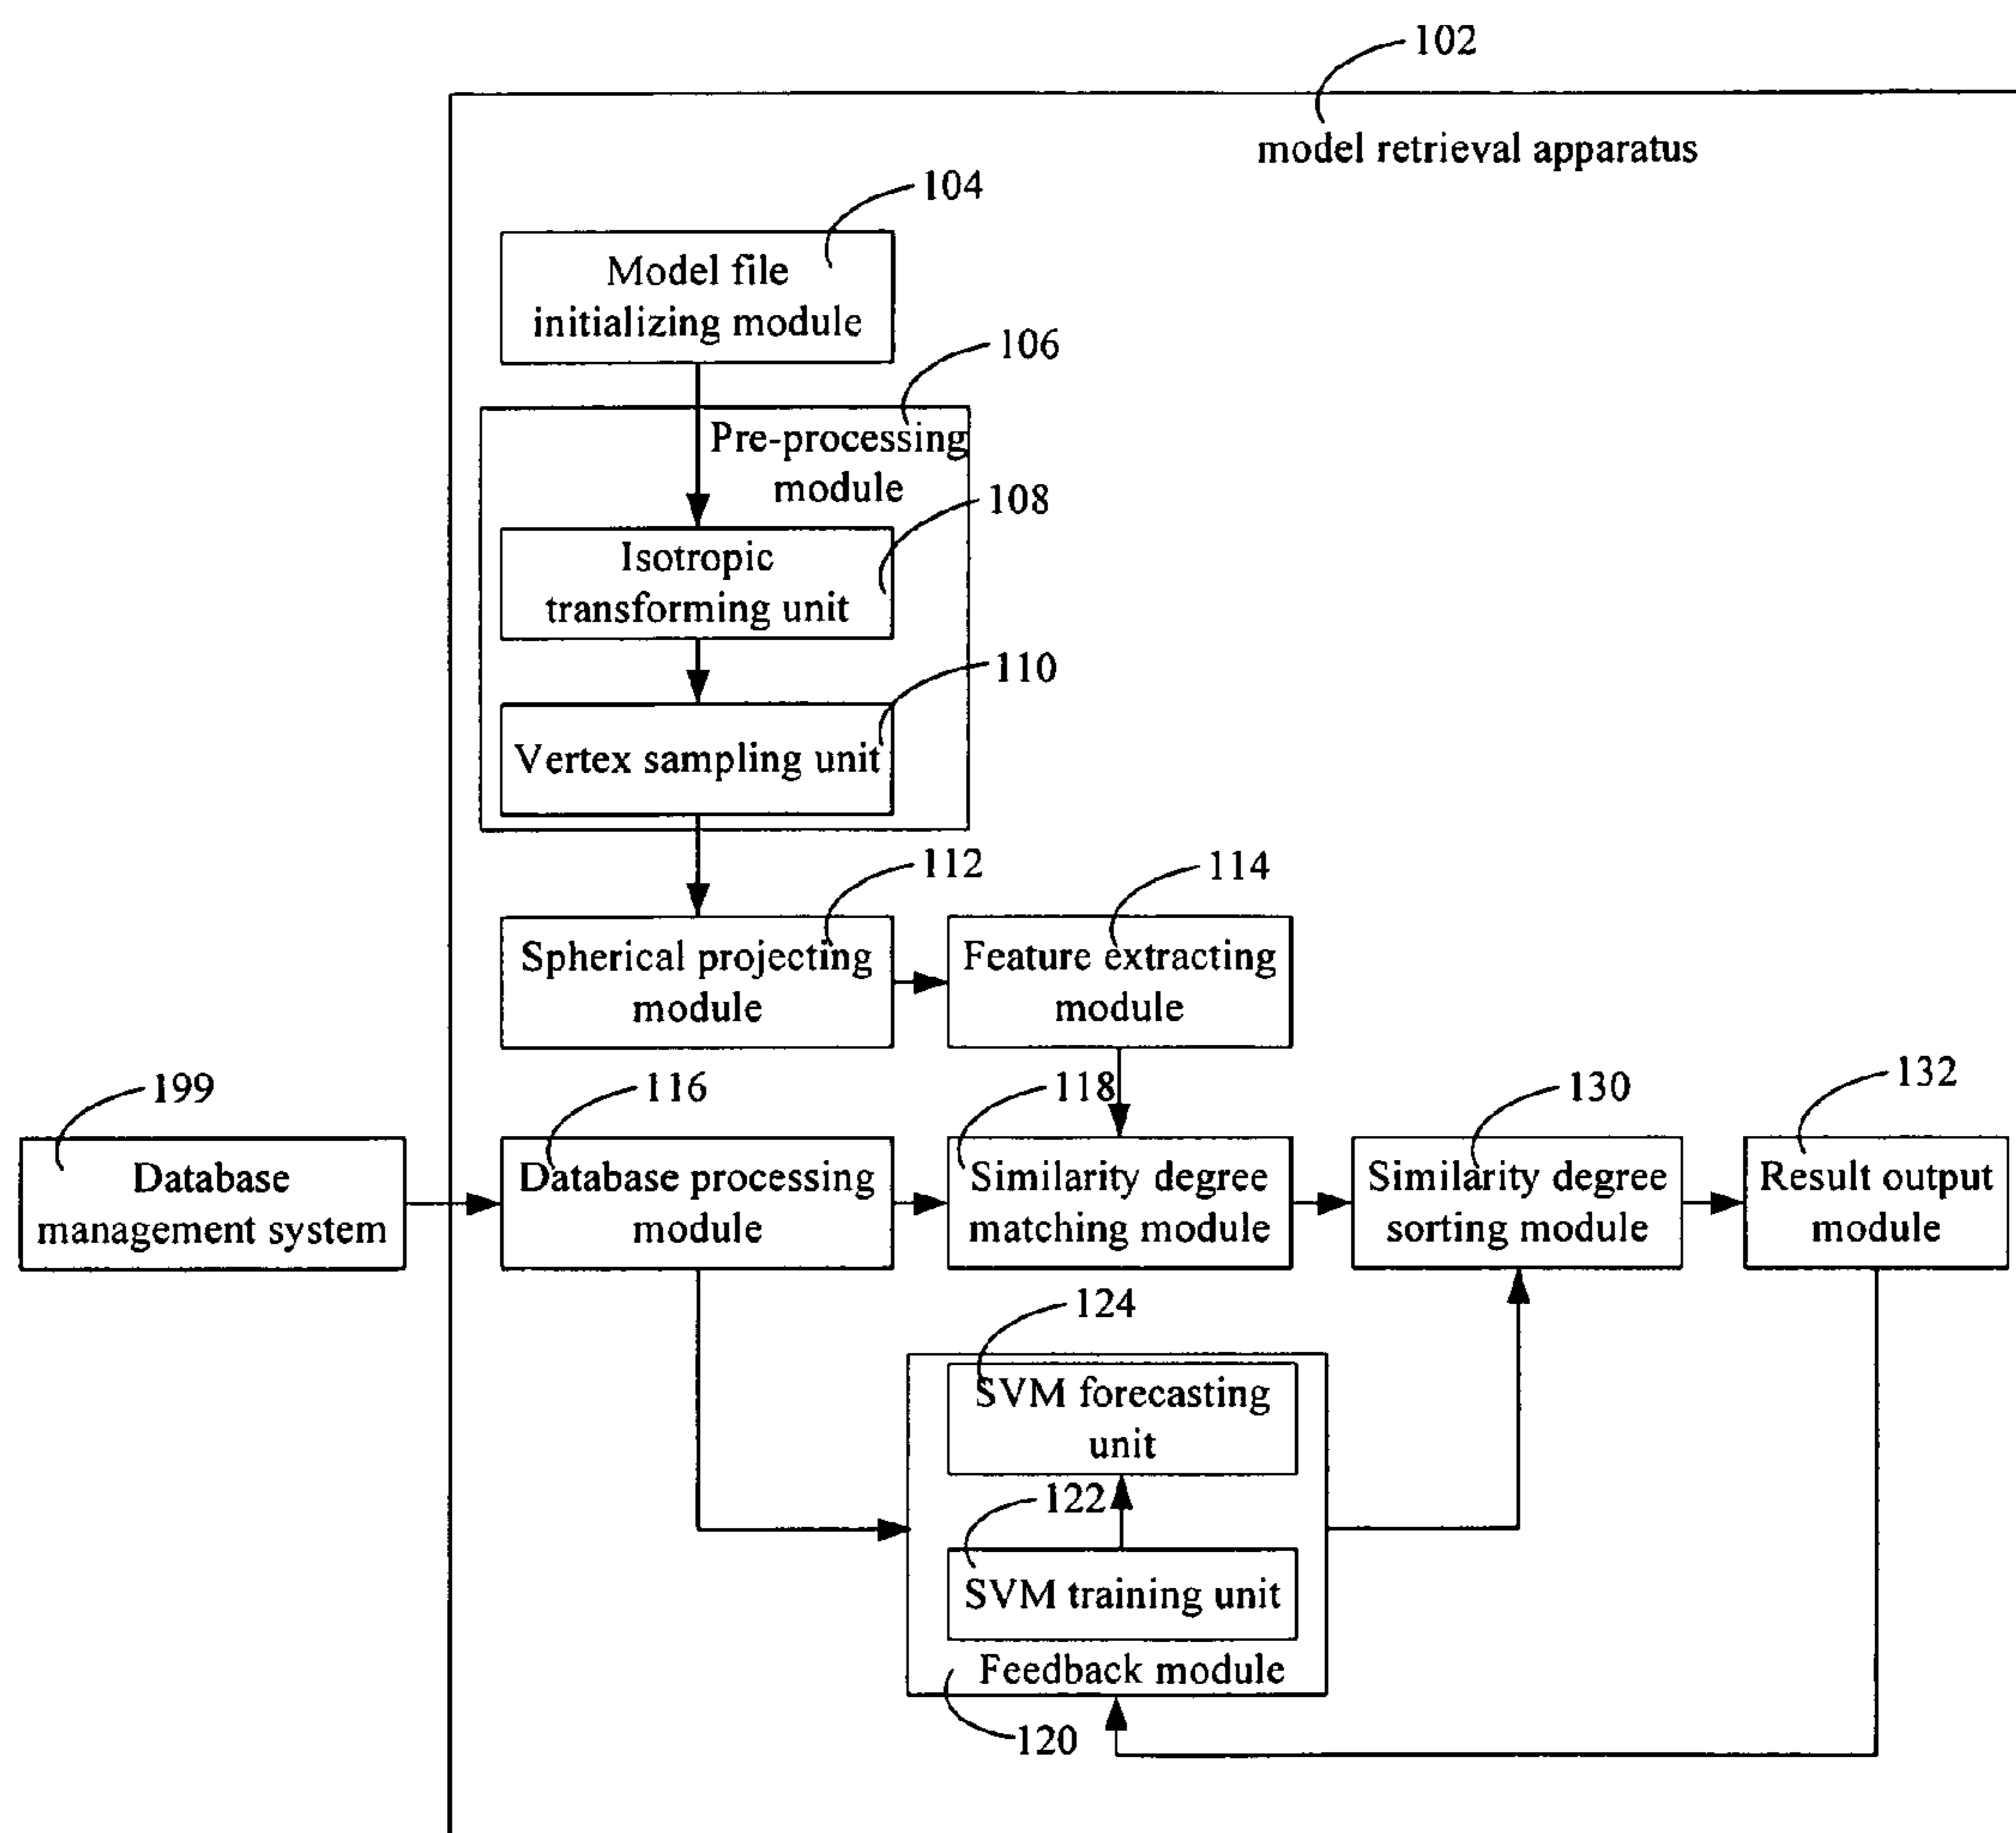 102
model retrieval apparatus
104
Model file
initializing module
106
Pre-processing
module
108
Isotropic
transforming unit
110
Vertex sampling unit
112
114
Spherical projecting
module
Feature extracting
module
199
116
118
130
132
Database
management system
Database processing
module
Similarity degree
matching module
Similarity degree
sorting module
Result output
module
124
SVM forecasting
unit
122
SVM training unit
Feedback module
120